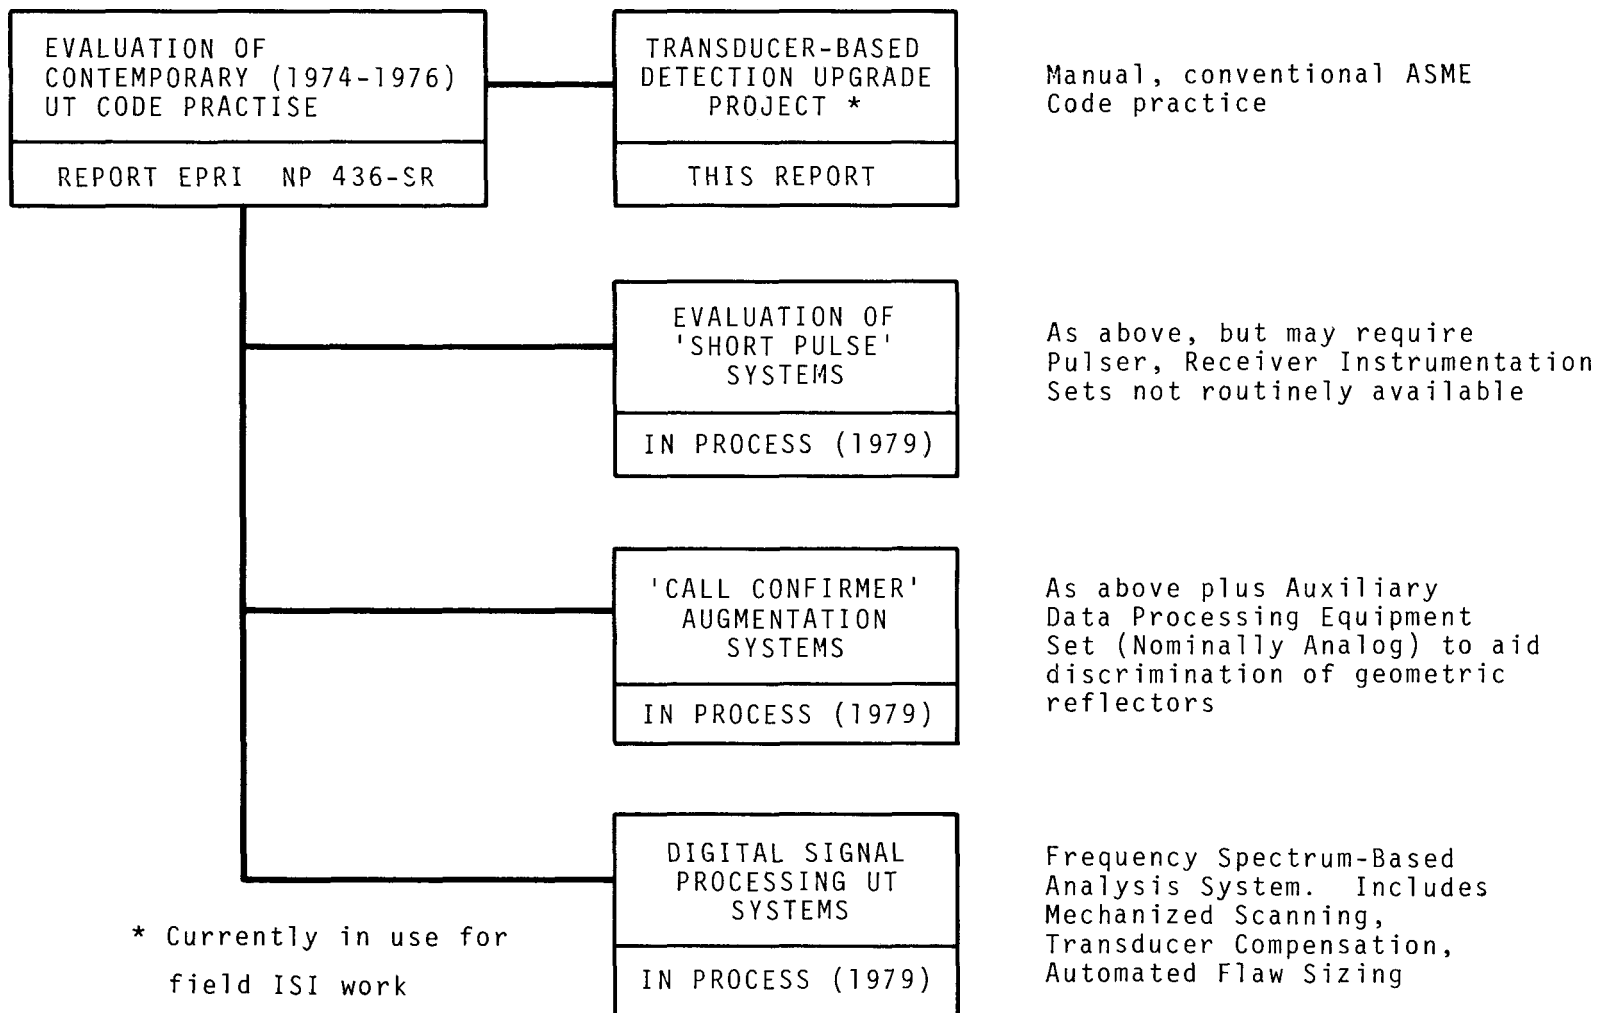 EVALUATION OF
CONTEMPORARY (1974-1976)
UT CODE PRACTISE
REPORT EPRI NP 436-SR
TRANSDUCER-BASED
DETECTION UPGRADE
PROJECT *
THIS REPORT
Manual, conventional ASME
Code practice
EVALUATION OF
'SHORT PULSE'
SYSTEMS
IN PROCESS (1979)
As above, but may require
Pulser, Receiver Instrumentation
Sets not routinely available
'CALL CONFIRMER'
AUGMENTATION
SYSTEMS
IN PROCESS (1979)
As above plus Auxiliary
Data Processing Equipment
Set (Nominally Analog) to aid
discrimination of geometric
reflectors
DIGITAL SIGNAL
PROCESSING UT
SYSTEMS
IN PROCESS (1979)
Frequency Spectrum-Based
Analysis System. Includes
Mechanized Scanning,
Transducer Compensation,
Automated Flaw Sizing
* Currently in use for
field ISI work